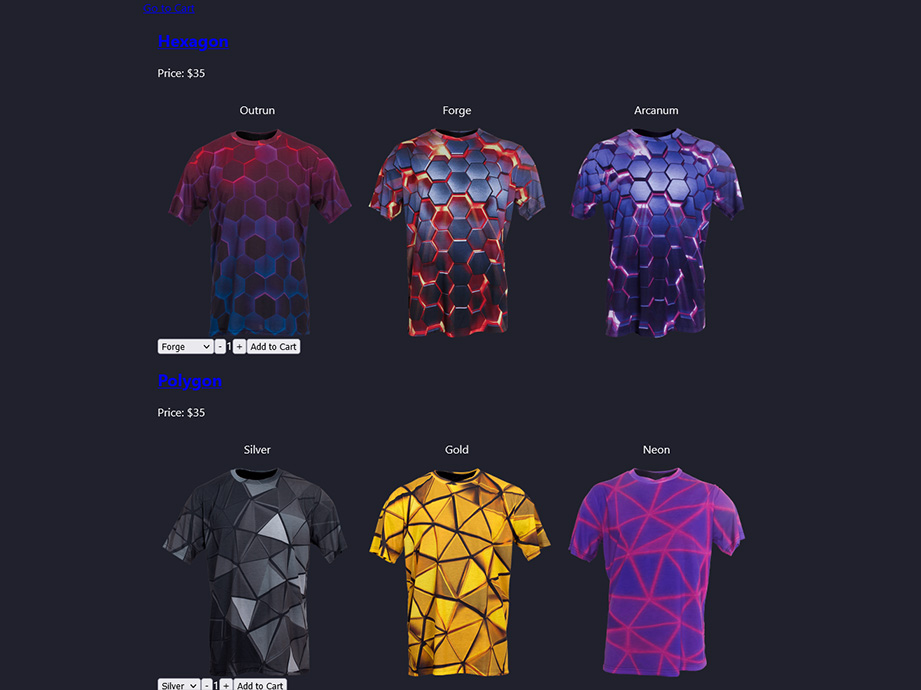 Go to Cart
Hexagon
Price: $35
Outrun Forge Arcanum
Forge - 1 + Add to Cart
Polygon
Price: $35
Silver Gold Neon
Silver - 1 + Add to Cart